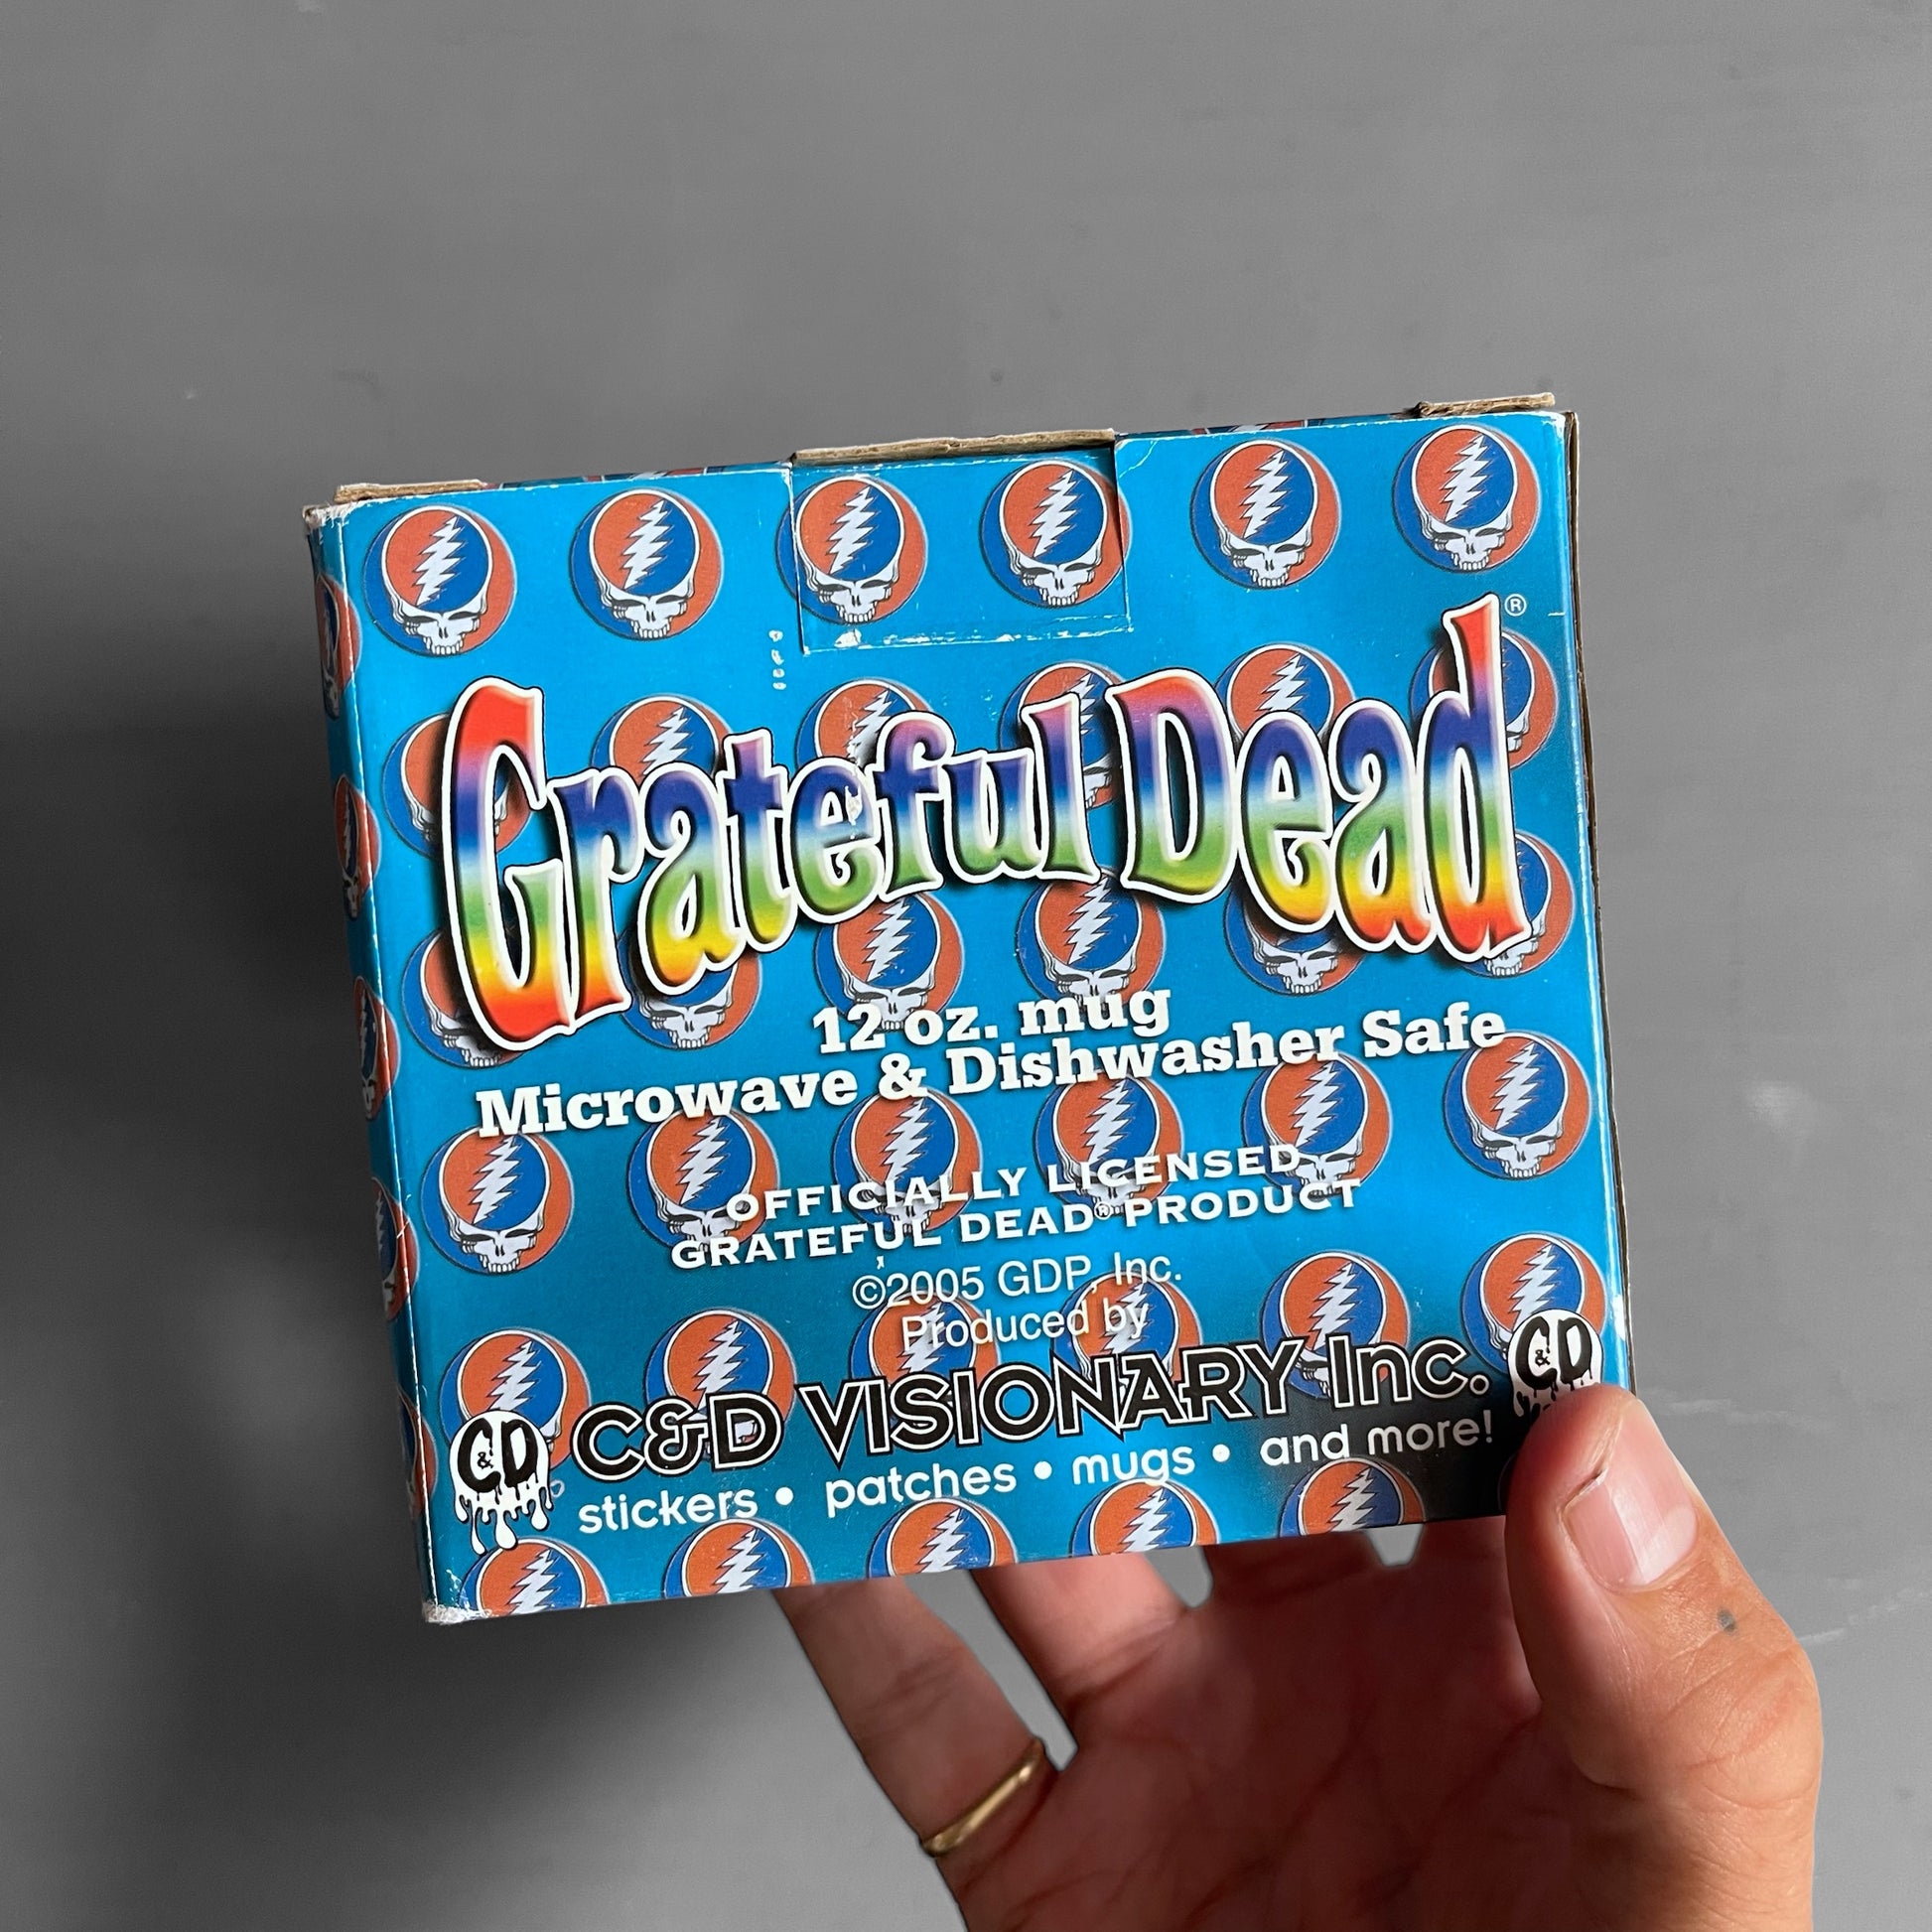 Grateful Dead®
12 oz. mug
Microwave & Dishwasher Safe
OFFICIALLY LICENSED
GRATEFUL DEAD® PRODUCT
©2005 GDP, Inc.
Produced by
C&D C&D VISIONARY Inc. C&D
stickers • patches • mugs • and more!